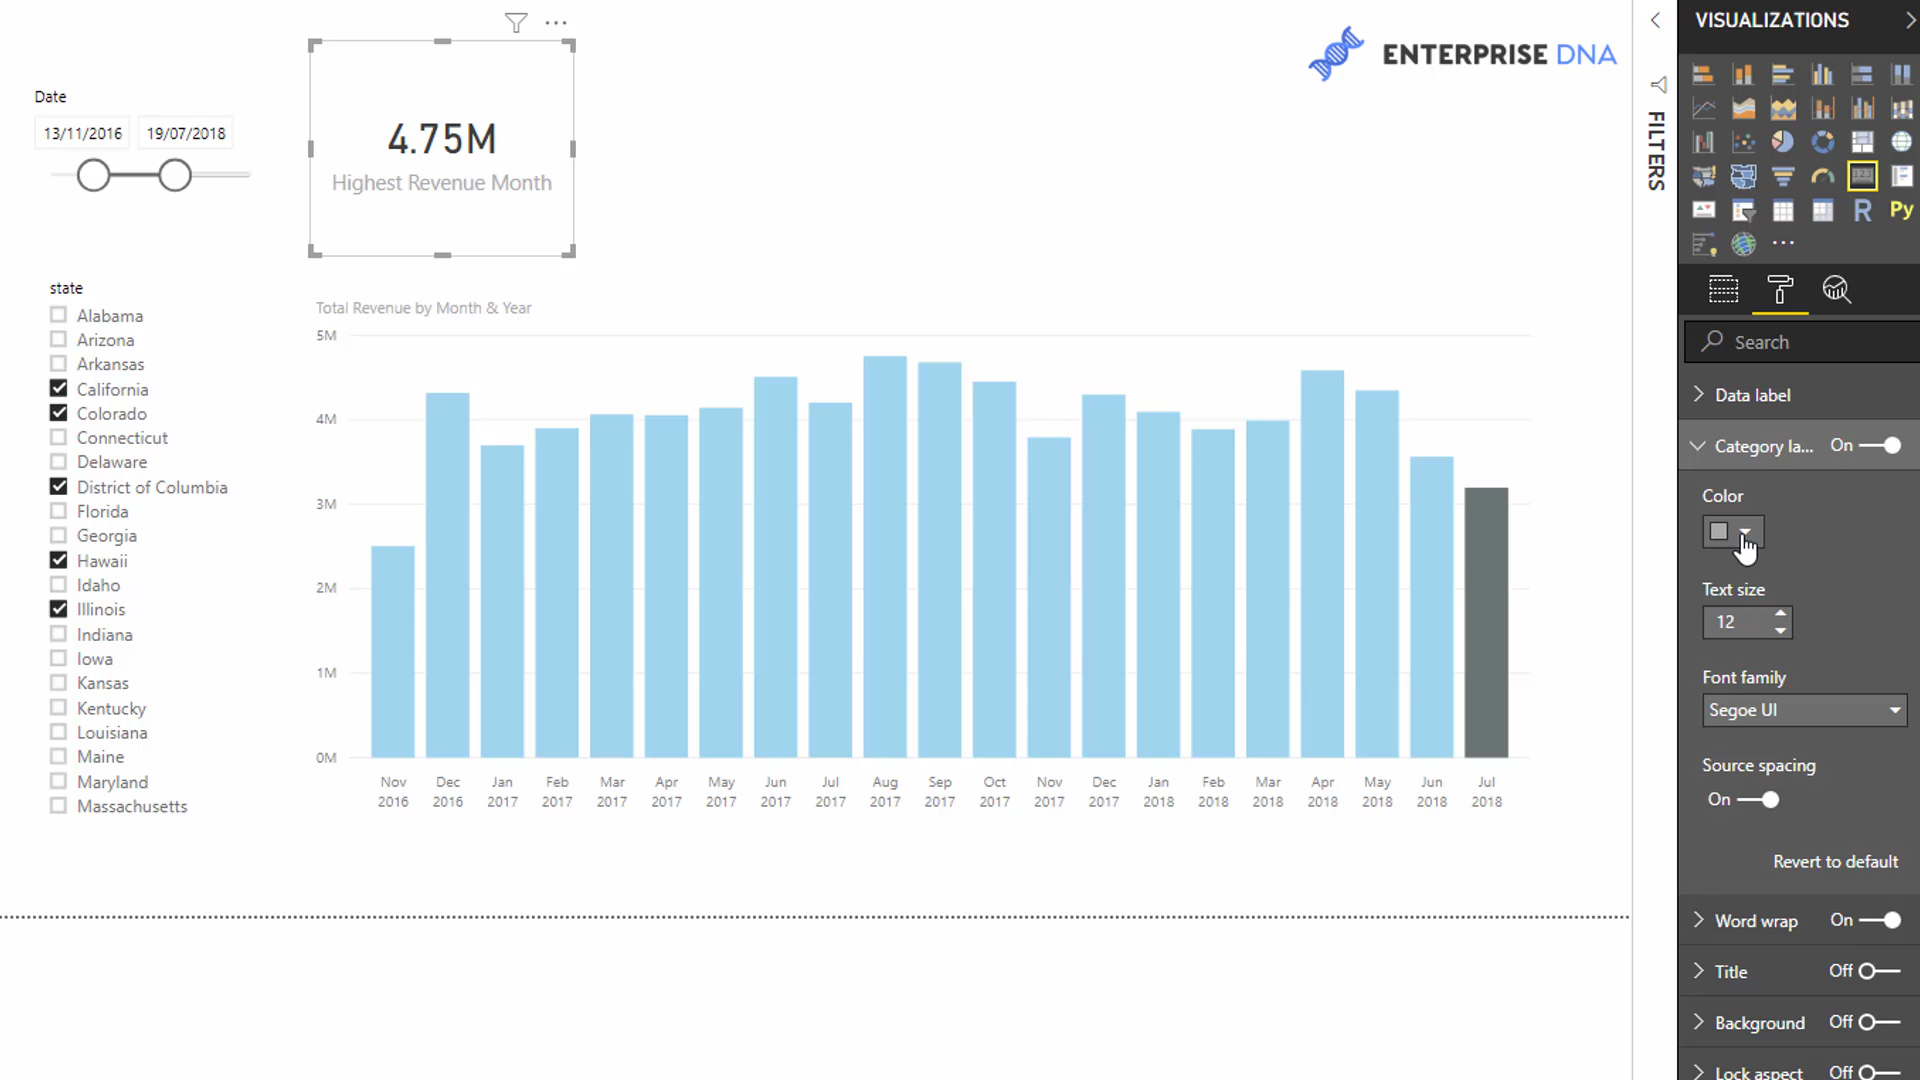 Date
13/11/2016 19/07/2018
4.75M
Highest Revenue Month
ENTERPRISE DNA
state
Alabama
Arizona
Arkansas
California
Colorado
Connecticut
Delaware
District of Columbia
Florida
Georgia
Hawaii
Idaho
Illinois
Indiana
Iowa
Kansas
Kentucky
Louisiana
Maine
Maryland
Massachusetts
Total Revenue by Month & Year
5M
4M
3M
2M
1M
0M
Nov Dec Jan Feb Mar Apr May Jun Jul Aug Sep Oct Nov Dec Jan Feb Mar Apr May Jun Jul
2016 2016 2017 2017 2017 2017 2017 2017 2017 2017 2017 2017 2017 2017 2018 2018 2018 2018 2018 2018 2018
FILTERS
VISUALIZATIONS
123
R Py
Search
Data label
Category la... On
Color
Text size
12
Font family
Segoe UI
Source spacing
On
Revert to default
Word wrap On
Title Off
Background Off
Lock aspect Off